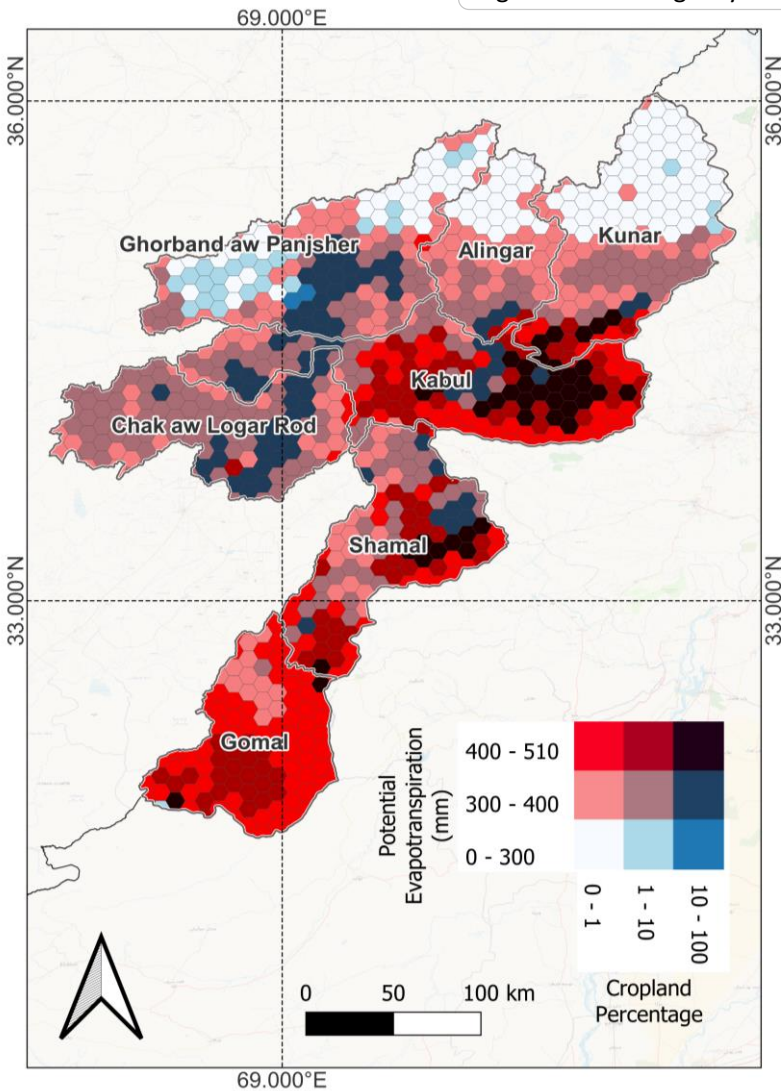 69.000°E
36.000°N
36.000°N
Ghorband aw Panjsher
Alingar
Kunar
Kabul
Chak aw Logar Rod
Shamal
33.000°N
33.000°N
Gomal
Potential
Evapotranspiration
(mm)
400 - 510
300 - 400
0 - 300
0 - 1
1 - 10
10 - 100
Cropland
Percentage
0 50 100 km
69.000°E